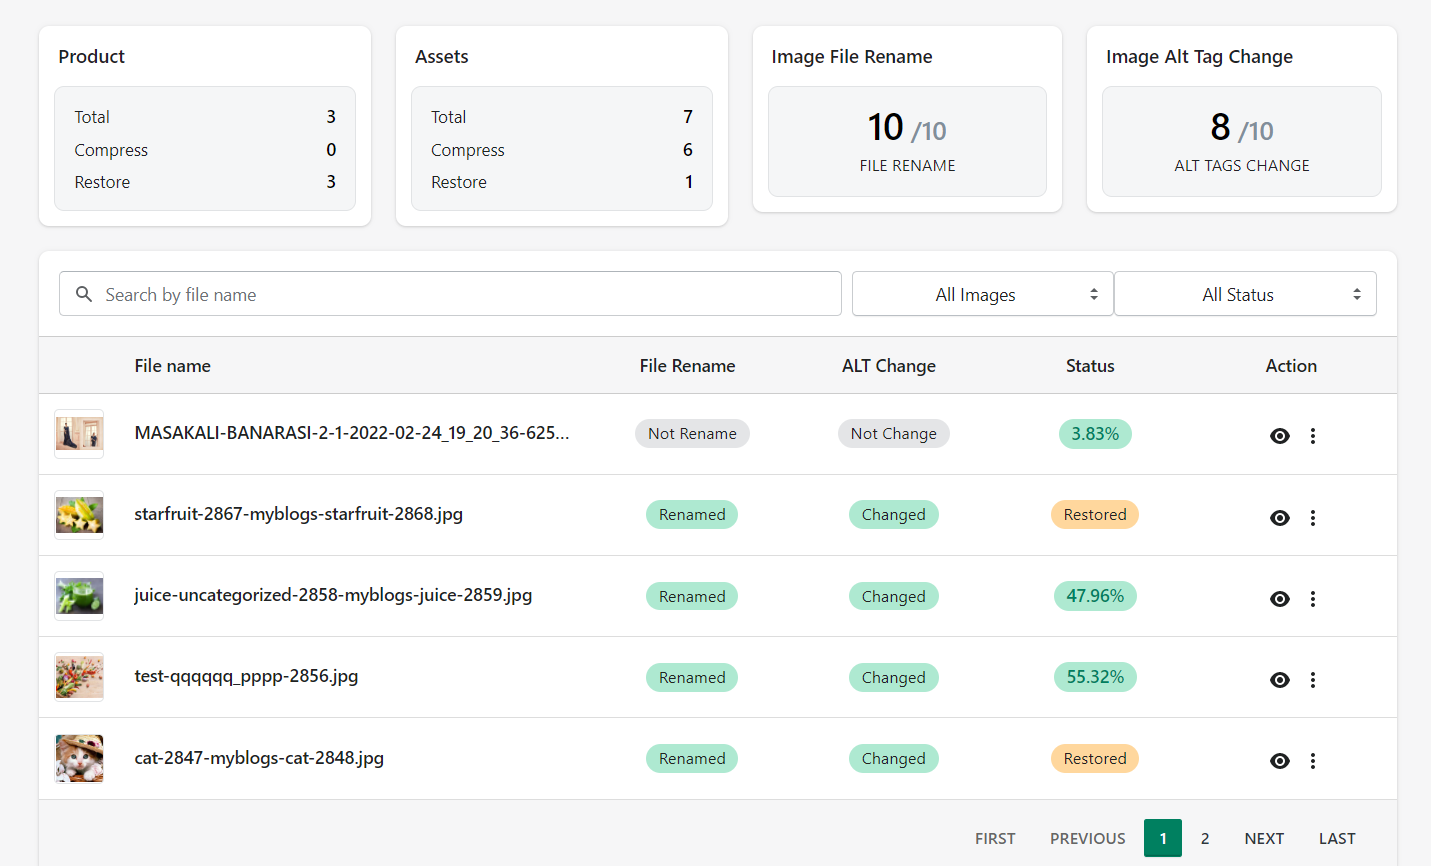 Product
Total 3
Compress 0
Restore 3
Assets
Total 7
Compress 6
Restore 1
Image File Rename
10 /10
FILE RENAME
Image Alt Tag Change
8 /10
ALT TAGS CHANGE
Search by file name
All Images
All Status
File name File Rename ALT Change Status Action
MASAKALI-BANARASI-2-1-2022-02-24_19_20_36-625... Not Rename Not Change 3.83%
starfruit-2867-myblogs-starfruit-2868.jpg Renamed Changed Restored
juice-uncategorized-2858-myblogs-juice-2859.jpg Renamed Changed 47.96%
test-qqqqqq_pppp-2856.jpg Renamed Changed 55.32%
cat-2847-myblogs-cat-2848.jpg Renamed Changed Restored
FIRST PREVIOUS 1 2 NEXT LAST